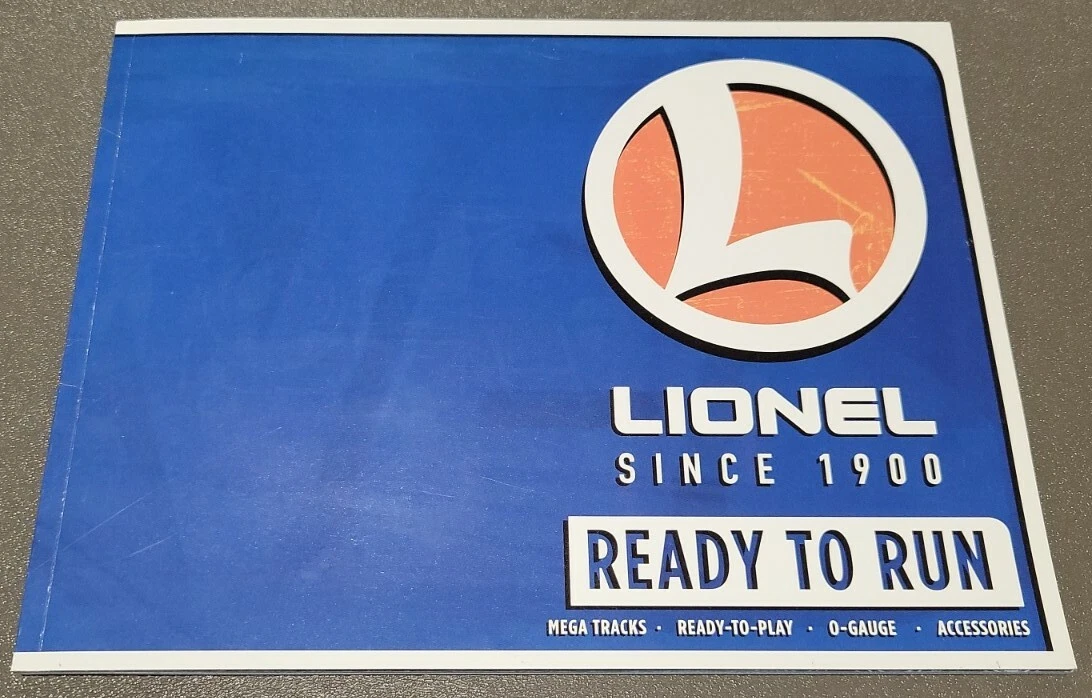 L
LIONEL
SINCE 1900
READY TO RUN
MEGA TRACKS · READY-TO-PLAY · O-GAUGE · ACCESSORIES